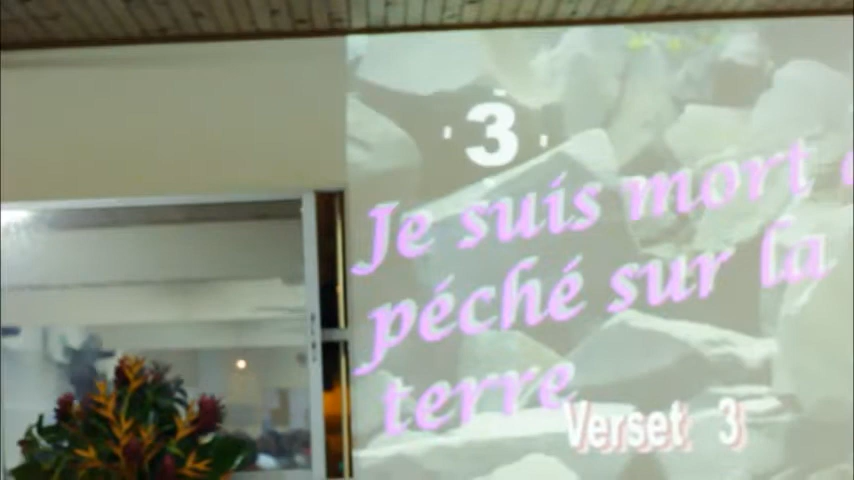 3
Je suis mort
péché sur la
terre
Verset 3